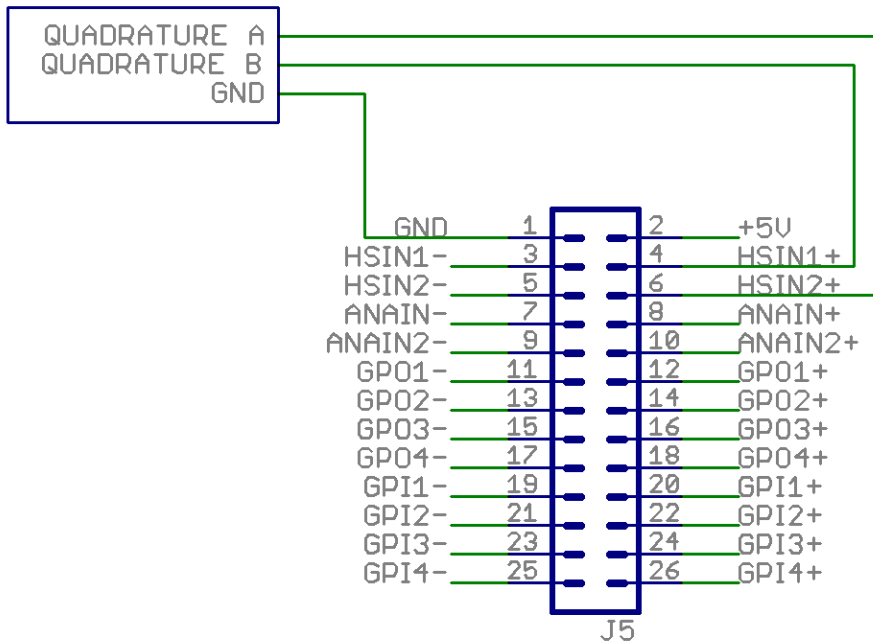 QUADRATURE A
QUADRATURE B
GND
GND 1 2 +5V
HSIN1- 3 4 HSIN1+
HSIN2- 5 6 HSIN2+
ANAIN- 7 8 ANAIN+
ANAIN2- 9 10 ANAIN2+
GPO1- 11 12 GPO1+
GPO2- 13 14 GPO2+
GPO3- 15 16 GPO3+
GPO4- 17 18 GPO4+
GPI1- 19 20 GPI1+
GPI2- 21 22 GPI2+
GPI3- 23 24 GPI3+
GPI4- 25 26 GPI4+
J5